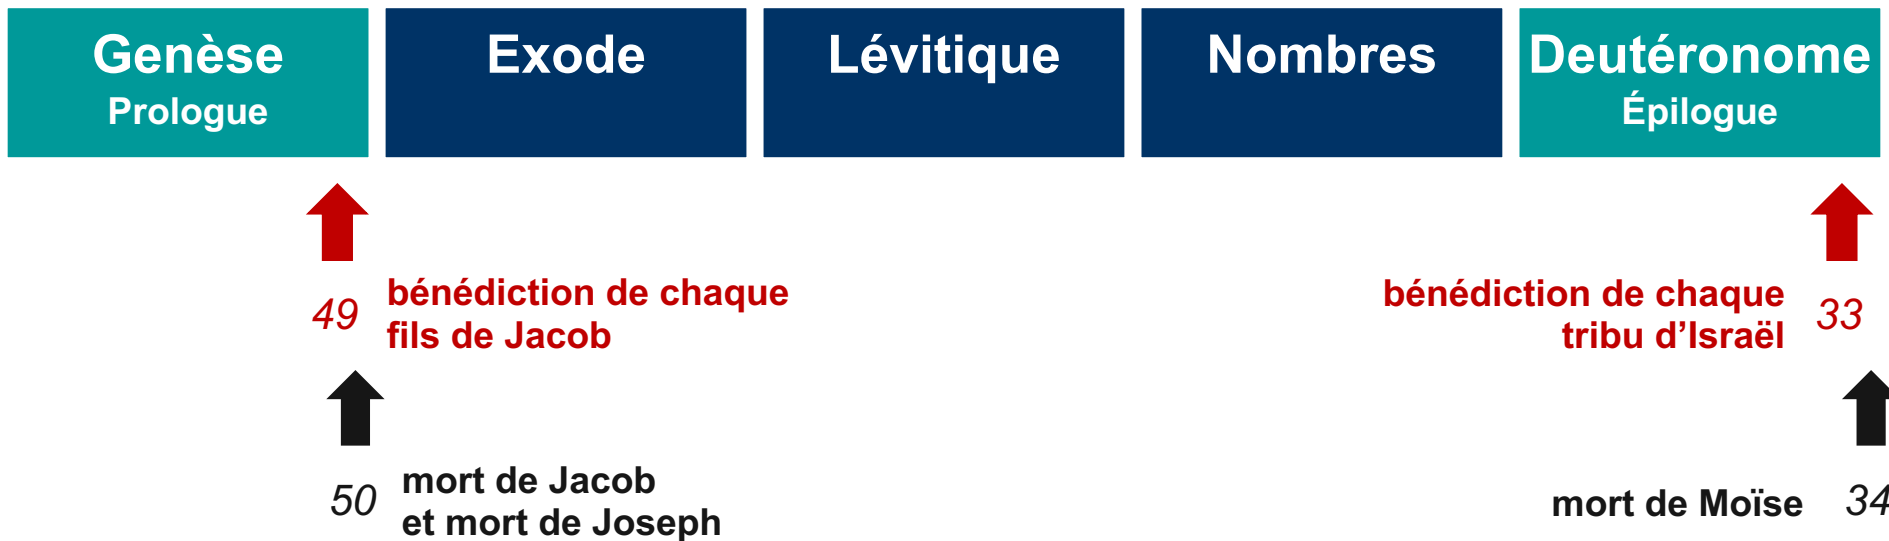 Genèse
Prologue
Exode
Lévitique
Nombres
Deutéronome
Épilogue
49
bénédiction de chaque
fils de Jacob
bénédiction de chaque
tribu d’Israël
33
50
mort de Jacob
et mort de Joseph
mort de Moïse
34